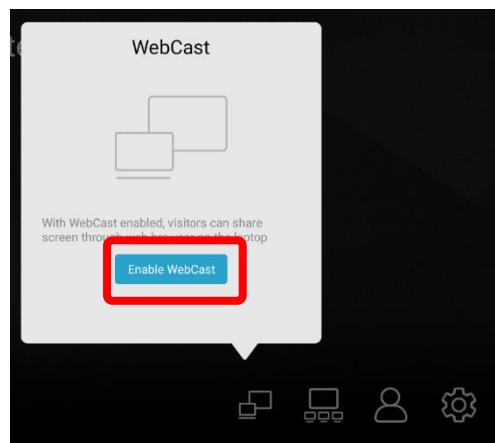 WebCast
With WebCast enabled, visitors can share
screen through web browser on the laptop
Enable WebCast